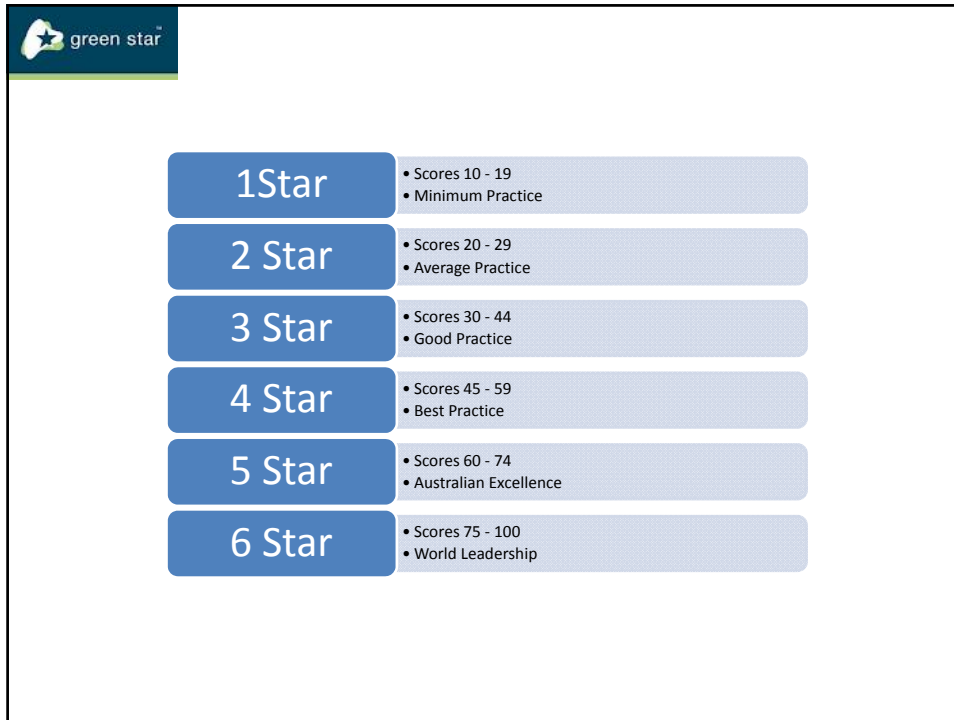 green star™
1Star
• Scores 10 - 19
• Minimum Practice
2 Star
• Scores 20 - 29
• Average Practice
3 Star
• Scores 30 - 44
• Good Practice
4 Star
• Scores 45 - 59
• Best Practice
5 Star
• Scores 60 - 74
• Australian Excellence
6 Star
• Scores 75 - 100
• World Leadership